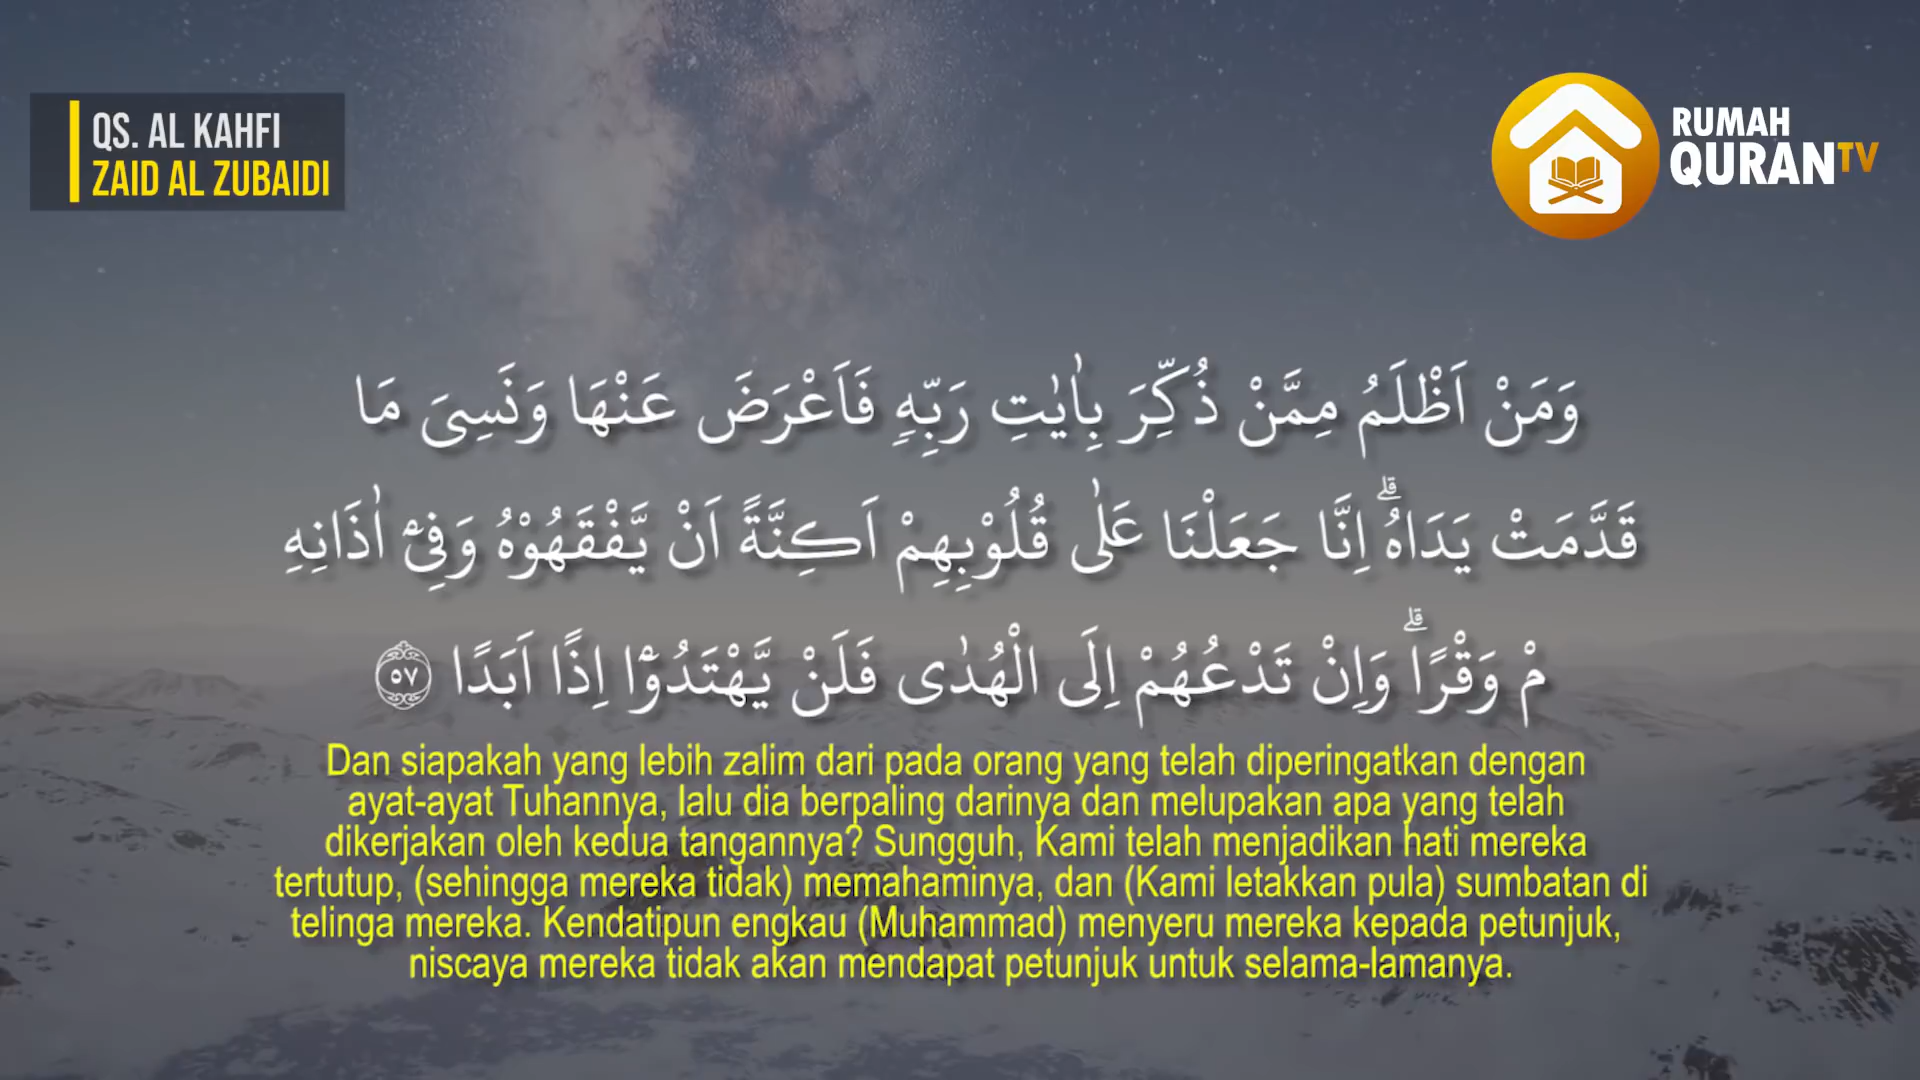 QS. AL KAHFI
ZAID AL ZUBAIDI
RUMAH
QURANTV
وَمَنْ اَظْلَمُ مِمَّنْ ذُكِّرَ بِاٰيٰتِ رَبِّهٖ فَاَعْرَضَ عَنْهَا وَنَسِيَ مَا
قَدَّمَتْ يَدَاهُۗ اِنَّا جَعَلْنَا عَلٰى قُلُوْبِهِمْ اَكِنَّةً اَنْ يَّفْقَهُوْهُ وَفِيْٓ اٰذَانِهِ
مْ وَقْرًاۗ وَاِنْ تَدْعُهُمْ اِلَى الْهُدٰى فَلَنْ يَّهْتَدُوْٓا اِذًا اَبَدًا ٥٧
Dan siapakah yang lebih zalim dari pada orang yang telah diperingatkan dengan
ayat-ayat Tuhannya, lalu dia berpaling darinya dan melupakan apa yang telah
dikerjakan oleh kedua tangannya? Sungguh, Kami telah menjadikan hati mereka
tertutup, (sehingga mereka tidak) memahaminya, dan (Kami letakkan pula) sumbatan di
telinga mereka. Kendatipun engkau (Muhammad) menyeru mereka kepada petunjuk,
niscaya mereka tidak akan mendapat petunjuk untuk selama-lamanya.